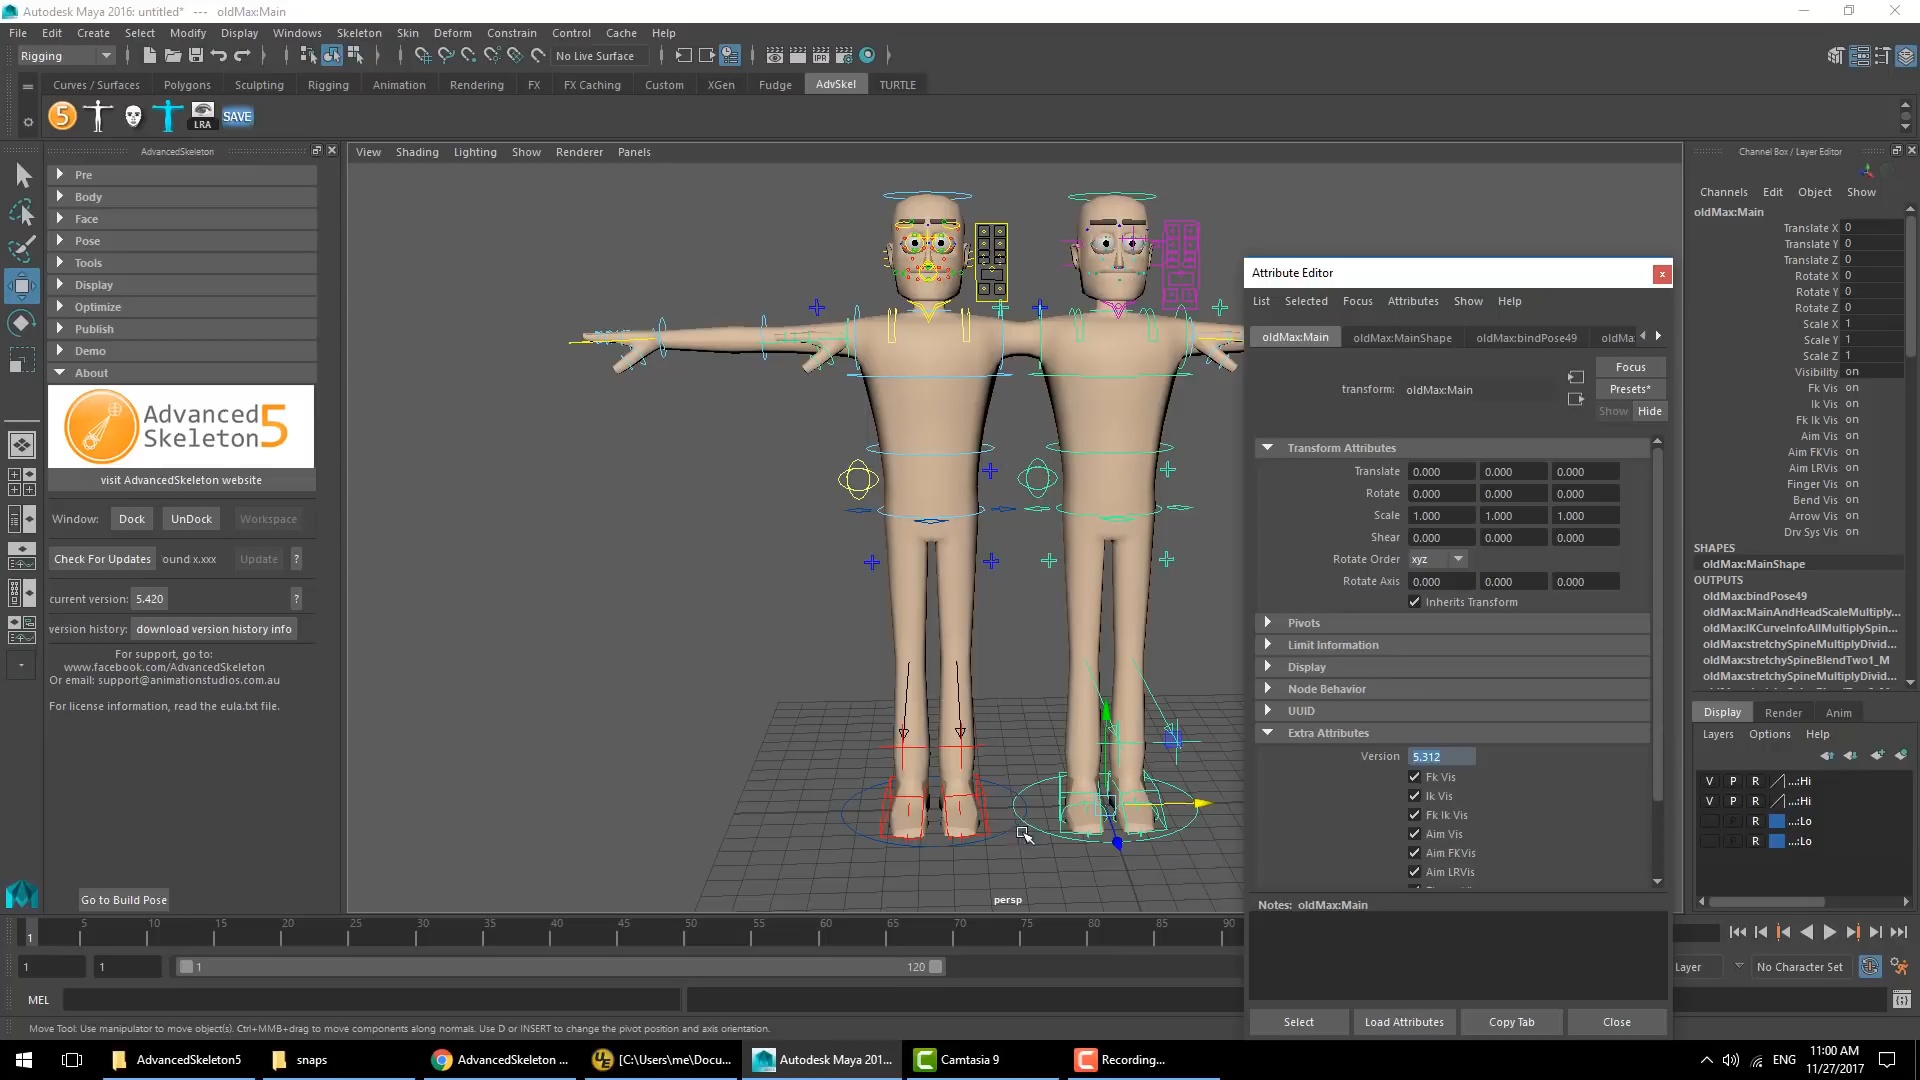 Autodesk Maya 2016: untitled*   ---   oldMax:Main
File Edit Create Select Modify Display Windows Skeleton Skin Deform Constrain Control Cache Help
Rigging
No Live Surface
Curves / Surfaces Polygons Sculpting Rigging Animation Rendering FX FX Caching Custom XGen Fudge AdvSkel TURTLE
5
LRA
SAVE
AdvancedSkeleton
Pre
Body
Face
Pose
Tools
Display
Optimize
Publish
Demo
About
Advanced
Skeleton 5
visit AdvancedSkeleton website
Window: Dock UnDock Workspace
Check For Updates ound x.xxx Update ?
current version: 5.420 ?
version history: download version history info
For support, go to:
www.facebook.com/AdvancedSkeleton
Or email: support@animationstudios.com.au
For license information, read the eula.txt file.
Go to Build Pose
View Shading Lighting Show Renderer Panels
persp
Attribute Editor
x
List Selected Focus Attributes Show Help
oldMax:Main oldMax:MainShape oldMax:bindPose49 oldMa
Focus
transform: oldMax:Main
Presets*
Show Hide
Transform Attributes
Translate 0.000 0.000 0.000
Rotate 0.000 0.000 0.000
Scale 1.000 1.000 1.000
Shear 0.000 0.000 0.000
Rotate Order xyz
Rotate Axis 0.000 0.000 0.000
Inherits Transform
Pivots
Limit Information
Display
Node Behavior
UUID
Extra Attributes
Version 5.312
Fk Vis
Ik Vis
Fk Ik Vis
Aim Vis
Aim FKVis
Aim LRVis
Notes: oldMax:Main
Select Load Attributes Copy Tab Close
Channel Box / Layer Editor
Channels Edit Object Show
oldMax:Main
Translate X 0
Translate Y 0
Translate Z 0
Rotate X 0
Rotate Y 0
Rotate Z 0
Scale X 1
Scale Y 1
Scale Z 1
Visibility on
Fk Vis on
Ik Vis on
Fk Ik Vis on
Aim Vis on
Aim FKVis on
Aim LRVis on
Finger Vis on
Bend Vis on
Arrow Vis on
Drv Sys Vis on
SHAPES
oldMax:MainShape
OUTPUTS
oldMax:bindPose49
oldMax:MainAndHeadScaleMultiply...
oldMax:IKCurveInfoAllMultiplySpin...
oldMax:stretchySpineMultiplyDivid...
oldMax:stretchySpineBlendTwo1_M
oldMax:stretchySpineMultiplyDivid...
Display Render Anim
Layers Options Help
V P R ...:Hi
V P R ...:Hi
R ...:Lo
R ...:Lo
1 5 10 15 20 25 30 35 40 45 50 55 60 65 70 75 80 85 90
1 1 1 120
Layer No Character Set
MEL
Move Tool: Use manipulator to move object(s). Ctrl+MMB+drag to move components along normals. Use D or INSERT to change the pivot position and axis orientation.
AdvancedSkeleton5 snaps AdvancedSkeleton ... [C:\Users\me\Docu... Autodesk Maya 201... Camtasia 9 Recording...
ENG
11:00 AM
11/27/2017